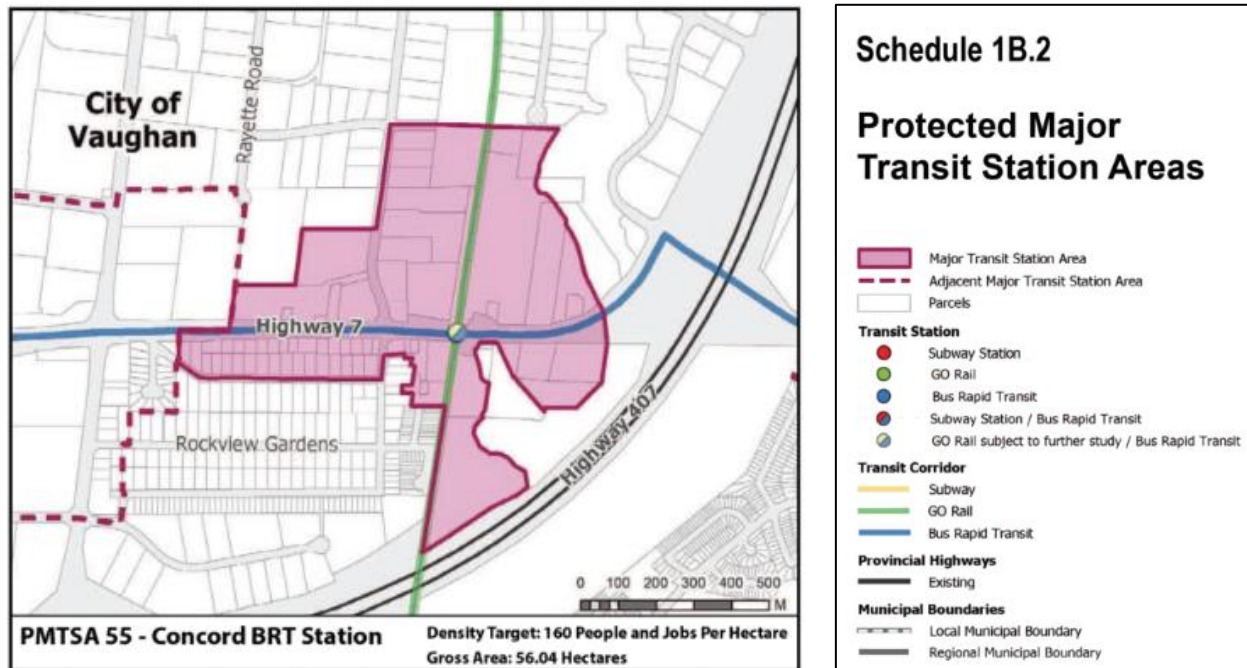 City of
Vaughan
Rayette Road
Highway 7
Rockview Gardens
Highway 407
0 100 200 300 400 500
M
PMTSA 55 - Concord BRT Station
Density Target: 160 People and Jobs Per Hectare
Gross Area: 56.04 Hectares
Schedule 1B.2
Protected Major
Transit Station Areas
Major Transit Station Area
Adjacent Major Transit Station Area
Parcels
Transit Station
Subway Station
GO Rail
Bus Rapid Transit
Subway Station / Bus Rapid Transit
GO Rail subject to further study / Bus Rapid Transit
Transit Corridor
Subway
GO Rail
Bus Rapid Transit
Provincial Highways
Existing
Municipal Boundaries
Local Municipal Boundary
Regional Municipal Boundary